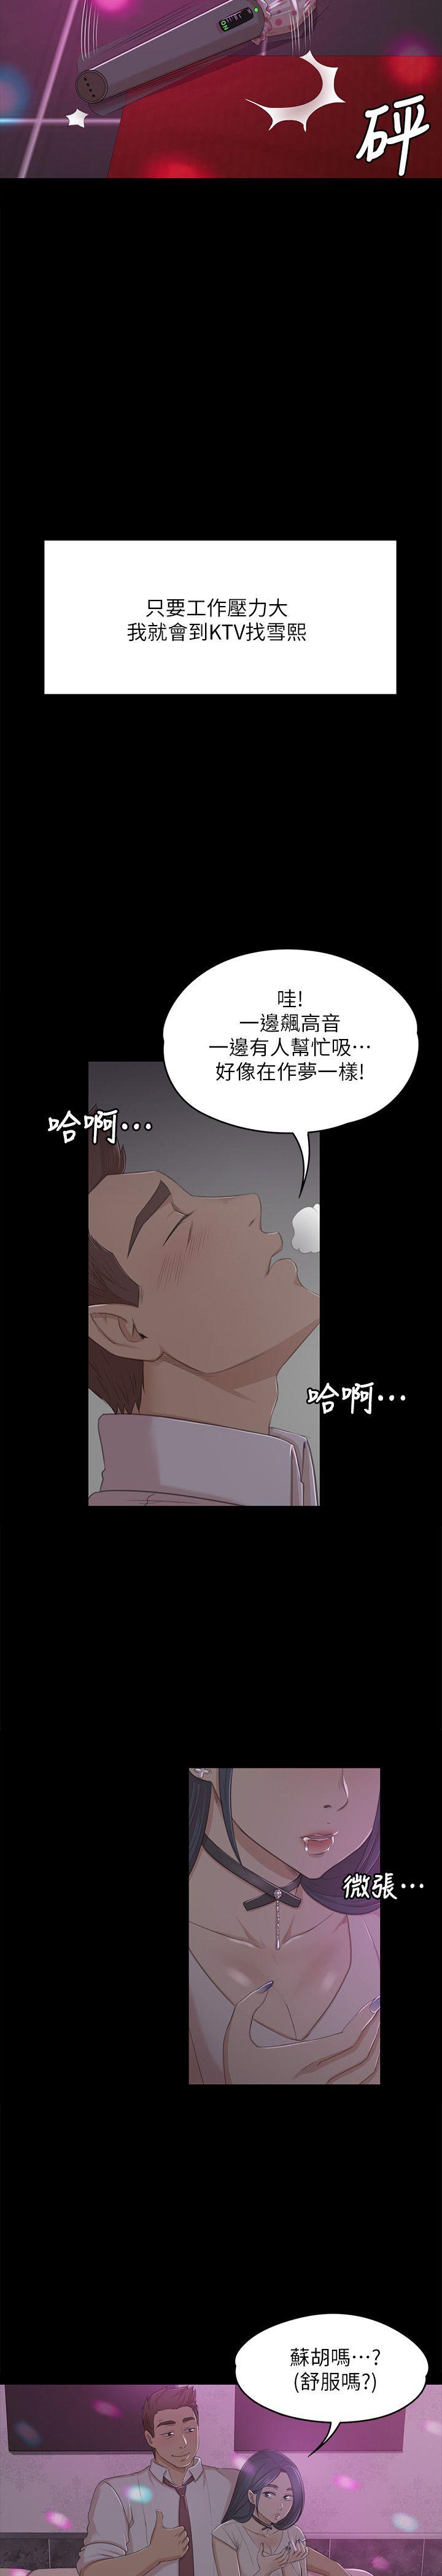 ON
砰
只要工作壓力大
我就會到KTV找雪熙
哇!
一邊飆高音
一邊有人幫忙吸…
好像在作夢一樣!
哈啊…
哈啊…
微張…
蘇胡嗎…?
(舒服嗎?)